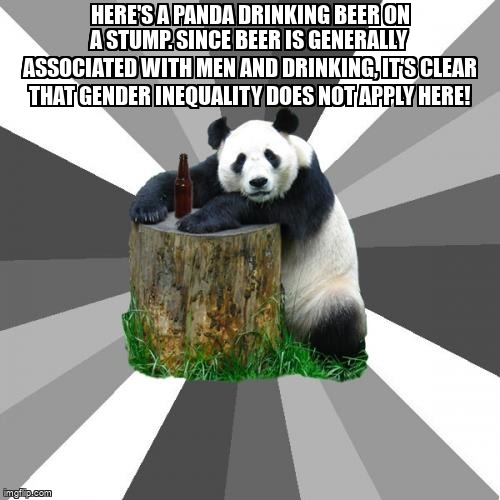 HERE'S A PANDA DRINKING BEER ON
A STUMP. SINCE BEER IS GENERALLY
ASSOCIATED WITH MEN AND DRINKING, IT'S CLEAR
THAT GENDER INEQUALITY DOES NOT APPLY HERE!
imgflip.com